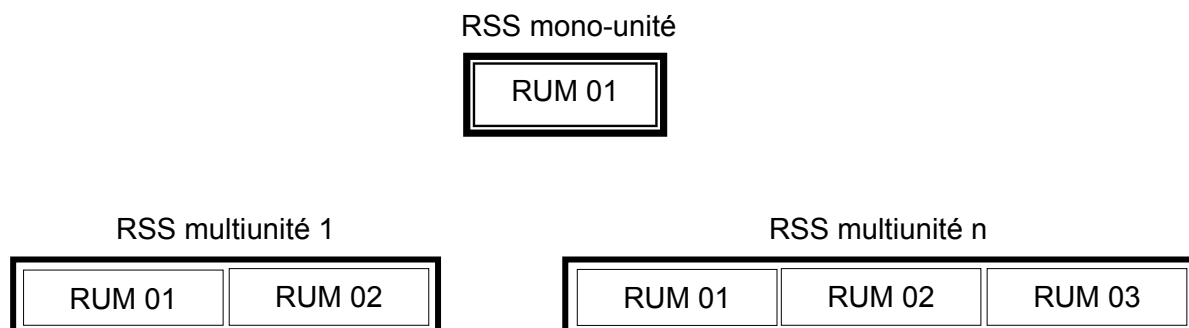 RSS mono-unité
RUM 01
RSS multiunité 1
RSS multiunité n
RUM 01
RUM 02
RUM 01
RUM 02
RUM 03